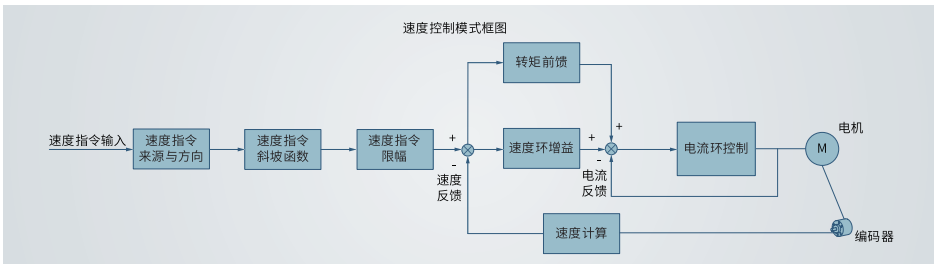 速度控制模式框图
转矩前馈
速度指令输入
速度指令
来源与方向
速度指令
斜坡函数
速度指令
限幅
+
-
速度
反馈
速度环增益
+
+
-
电流
反馈
电流环控制
电机
M
速度计算
编码器